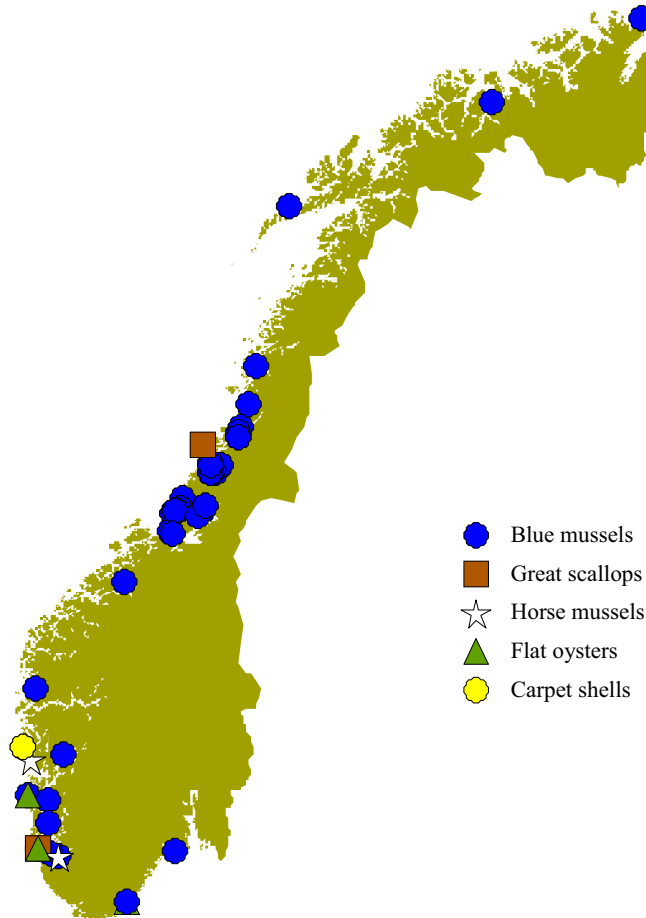 Blue mussels
Great scallops
Horse mussels
Flat oysters
Carpet shells